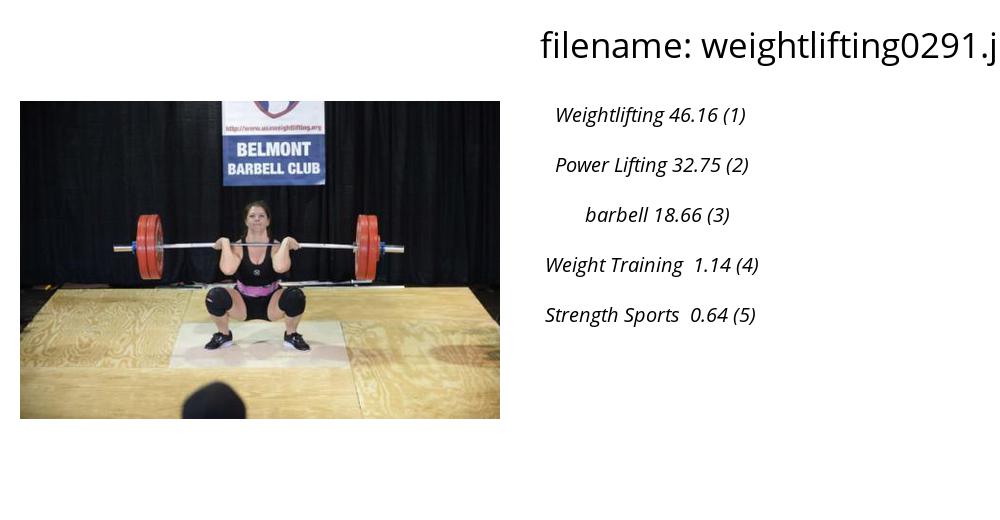 filename: weightlifting0291.j
http://www.usaweightlifting.org
BELMONT
BARBELL CLUB
Weightlifting 46.16 (1)
Power Lifting 32.75 (2)
barbell 18.66 (3)
Weight Training 1.14 (4)
Strength Sports 0.64 (5)